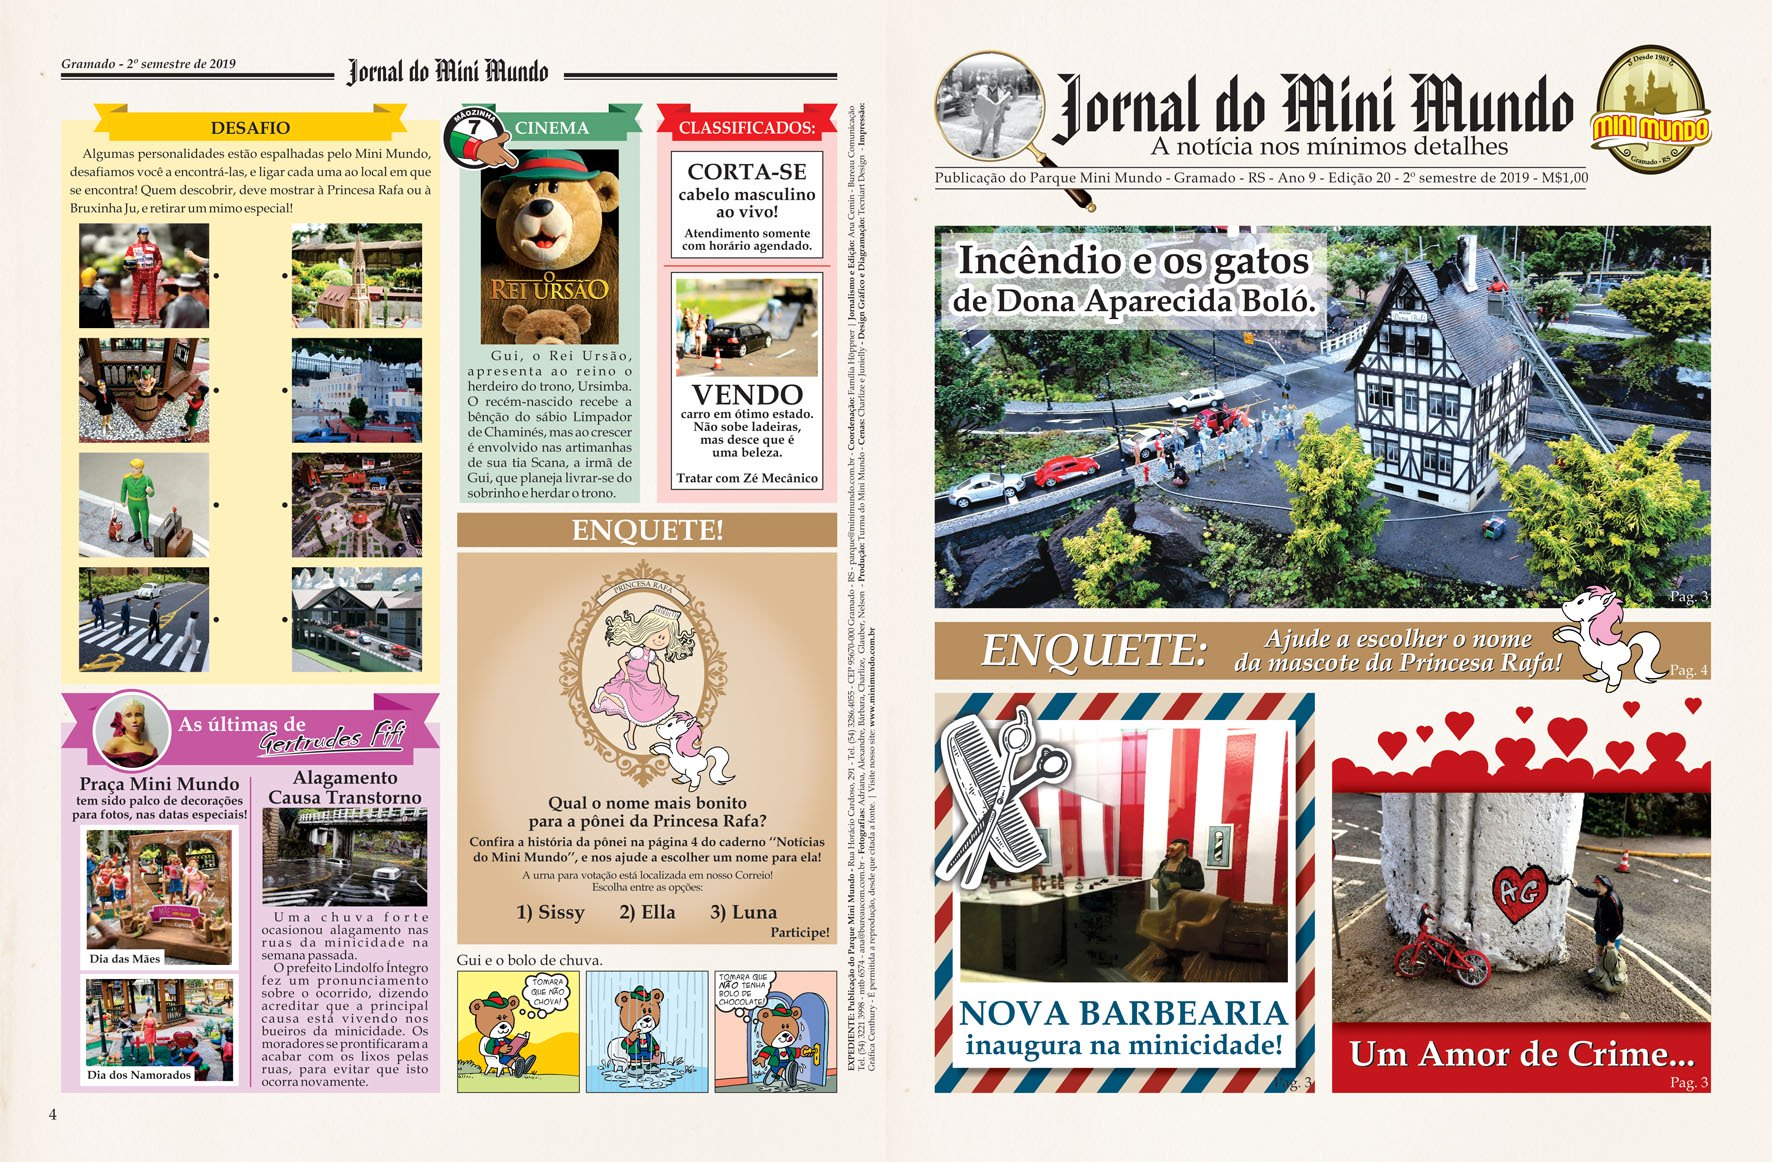 Gramado - 2º semestre de 2019
Jornal do Mini Mundo
DESAFIO
Algumas personalidades estão espalhadas pelo Mini Mundo,
desafiamos você a encontrá-las, e ligar cada uma ao local em que
se encontra! Quem descobrir, deve mostrar à Princesa Rafa ou à
Bruxinha Ju, e retirar um mimo especial!
As últimas de
Gertrudes Fifi
Praça Mini Mundo
tem sido palco de decorações
para fotos, nas datas especiais!
Dia das Mães
Dia dos Namorados
Alagamento
Causa Transtorno
Uma chuva forte
ocasionou alagamento nas
ruas da minicidade na
semana passada.
O prefeito Lindolfo Íntegro
fez um pronunciamento
sobre o ocorrido, dizendo
acreditar que a principal
causa está vivendo nos
bueiros da minicidade. Os
moradores se prontificaram a
acabar com os lixos pelas
ruas, para evitar que isto
ocorra novamente.
4
MÃOZINHA
7
CINEMA
O
REI URSÃO
Gui, o Rei Ursão,
apresenta ao reino o
herdeiro do trono, Ursimba.
O recém-nascido recebe a
bênção do sábio Limpador
de Chaminés, mas ao crescer
é envolvido nas artimanhas
de sua tia Scana, a irmã de
Gui, que planeja livrar-se do
sobrinho e herdar o trono.
CLASSIFICADOS:
CORTA-SE
cabelo masculino
ao vivo!
Atendimento somente
com horário agendado.
VENDO
carro em ótimo estado.
Não sobe ladeiras,
mas desce que é
uma beleza.
Tratar com Zé Mecânico
ENQUETE!
PRINCESA RAFA
Qual o nome mais bonito
para a pônei da Princesa Rafa?
Confira a história da pônei na página 4 do caderno "Notícias
do Mini Mundo", e nos ajude a escolher um nome para ela!
A urna para votação está localizada em nosso Correio!
Escolha entre as opções:
1) Sissy 2) Ella 3) Luna
Participe!
Gui e o bolo de chuva.
TOMARA
QUE NÃO
CHOVA!
TOMARA QUE
NÃO TENHA
BOLO DE
CHOCOLATE!
EXPEDIENTE: Publicação do Parque Mini Mundo - Rua Horácio Cardoso, 291 - Tel. (54) 3286.4055 - CEP 95670-000 Gramado - RS - parque@minimundo.com.br - Coordenação: Família Höppner | Jornalismo e Edição: Ana Cemin - Bureau Comunicação
Tel. (54) 3221 3998 - mtb 6574 - ana@bureaucom.com.br - Fotografias: Adriana, Alexandre, Bárbara, Charlize, Glauber, Nelson - Produção: Turma do Mini Mundo - Cenas: Charlize e Junielly - Design Gráfico e Diagramação: Tecniart Design - Impressão:
Gráfica Centhury - É permitida a reprodução, desde que citada a fonte. | Visite nosso site: www.minimundo.com.br
Jornal do Mini Mundo
A notícia nos mínimos detalhes
Desde 1983
MINI MUNDO
Gramado - RS
Publicação do Parque Mini Mundo - Gramado - RS - Ano 9 - Edição 20 - 2º semestre de 2019 - M$1,00
Incêndio e os gatos
de Dona Aparecida Boló.
Dona Boló
Pag. 3
ENQUETE:
Ajude a escolher o nome
da mascote da Princesa Rafa!
Pag. 4
NOVA BARBEARIA
inaugura na minicidade!
Pag. 3
AG
Um Amor de Crime...
Pag. 3